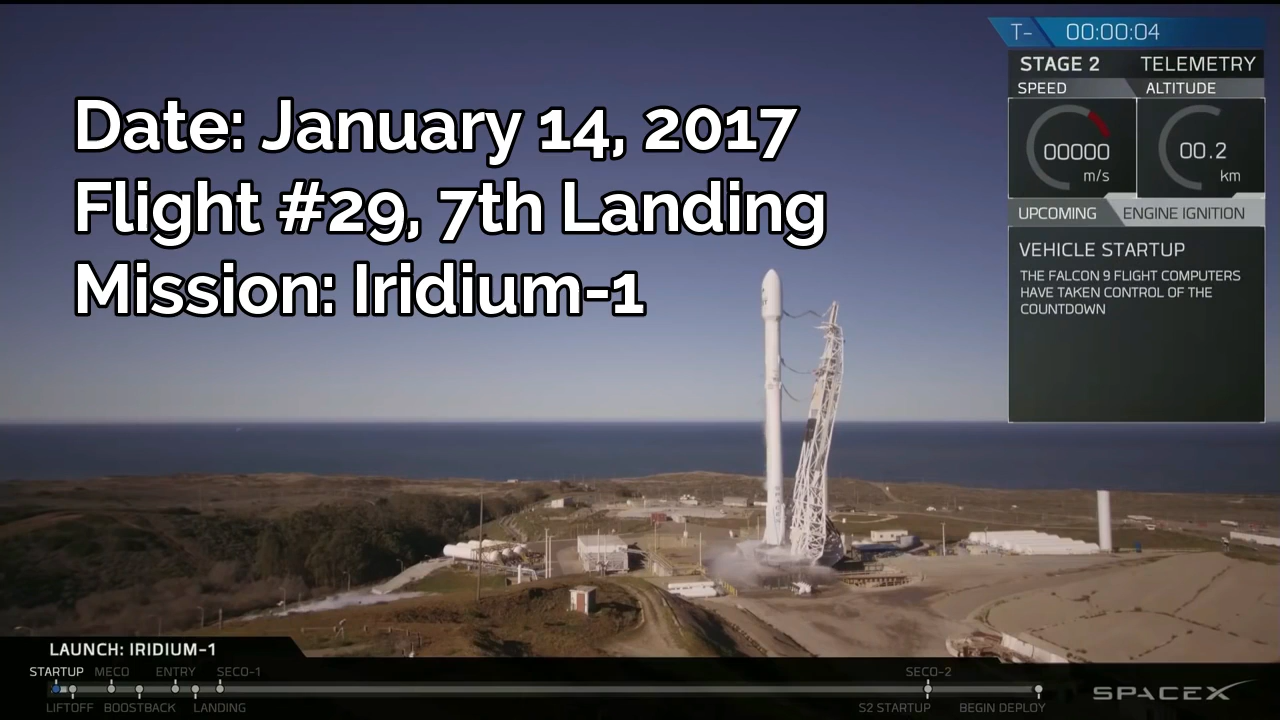 Date: January 14, 2017
Flight #29, 7th Landing
Mission: Iridium-1
T- 00:00:04
STAGE 2 TELEMETRY
SPEED ALTITUDE
00000 00.2
m/s km
UPCOMING ENGINE IGNITION
VEHICLE STARTUP
THE FALCON 9 FLIGHT COMPUTERS
HAVE TAKEN CONTROL OF THE
COUNTDOWN
LAUNCH: IRIDIUM-1
STARTUP MECO ENTRY SECO-1 SECO-2
LIFTOFF BOOSTBACK LANDING S2 STARTUP BEGIN DEPLOY
SPACEX